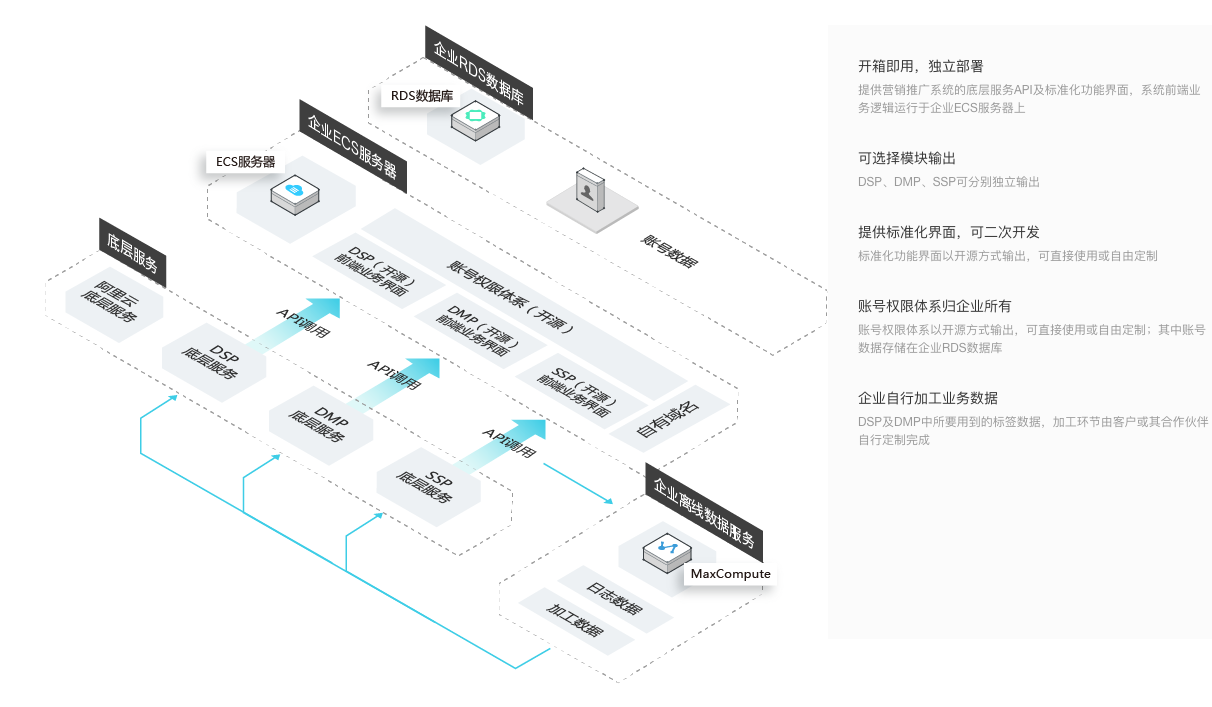 企业RDS数据库
RDS数据库
账号数据
企业ECS服务器
ECS服务器
账号权限体系（开源）
DSP（开源）
前端业务界面
DMP（开源）
前端业务界面
SSP（开源）
前端业务界面
自有域名
底层服务
阿里云
底层服务
DSP
底层服务
DMP
底层服务
SSP
底层服务
API调用
API调用
API调用
企业离线数据服务
MaxCompute
日志数据
加工数据
开箱即用，独立部署
提供营销推广系统的底层服务API及标准化功能界面，系统前端业
务逻辑运行于企业ECS服务器上
可选择模块输出
DSP、DMP、SSP可分别独立输出
提供标准化界面，可二次开发
标准化功能界面以开源方式输出，可直接使用或自由定制
账号权限体系归企业所有
账号权限体系以开源方式输出，可直接使用或自由定制；其中账号
数据存储在企业RDS数据库
企业自行加工业务数据
DSP及DMP中所要用到的标签数据，加工环节由客户或其合作伙伴
自行定制完成